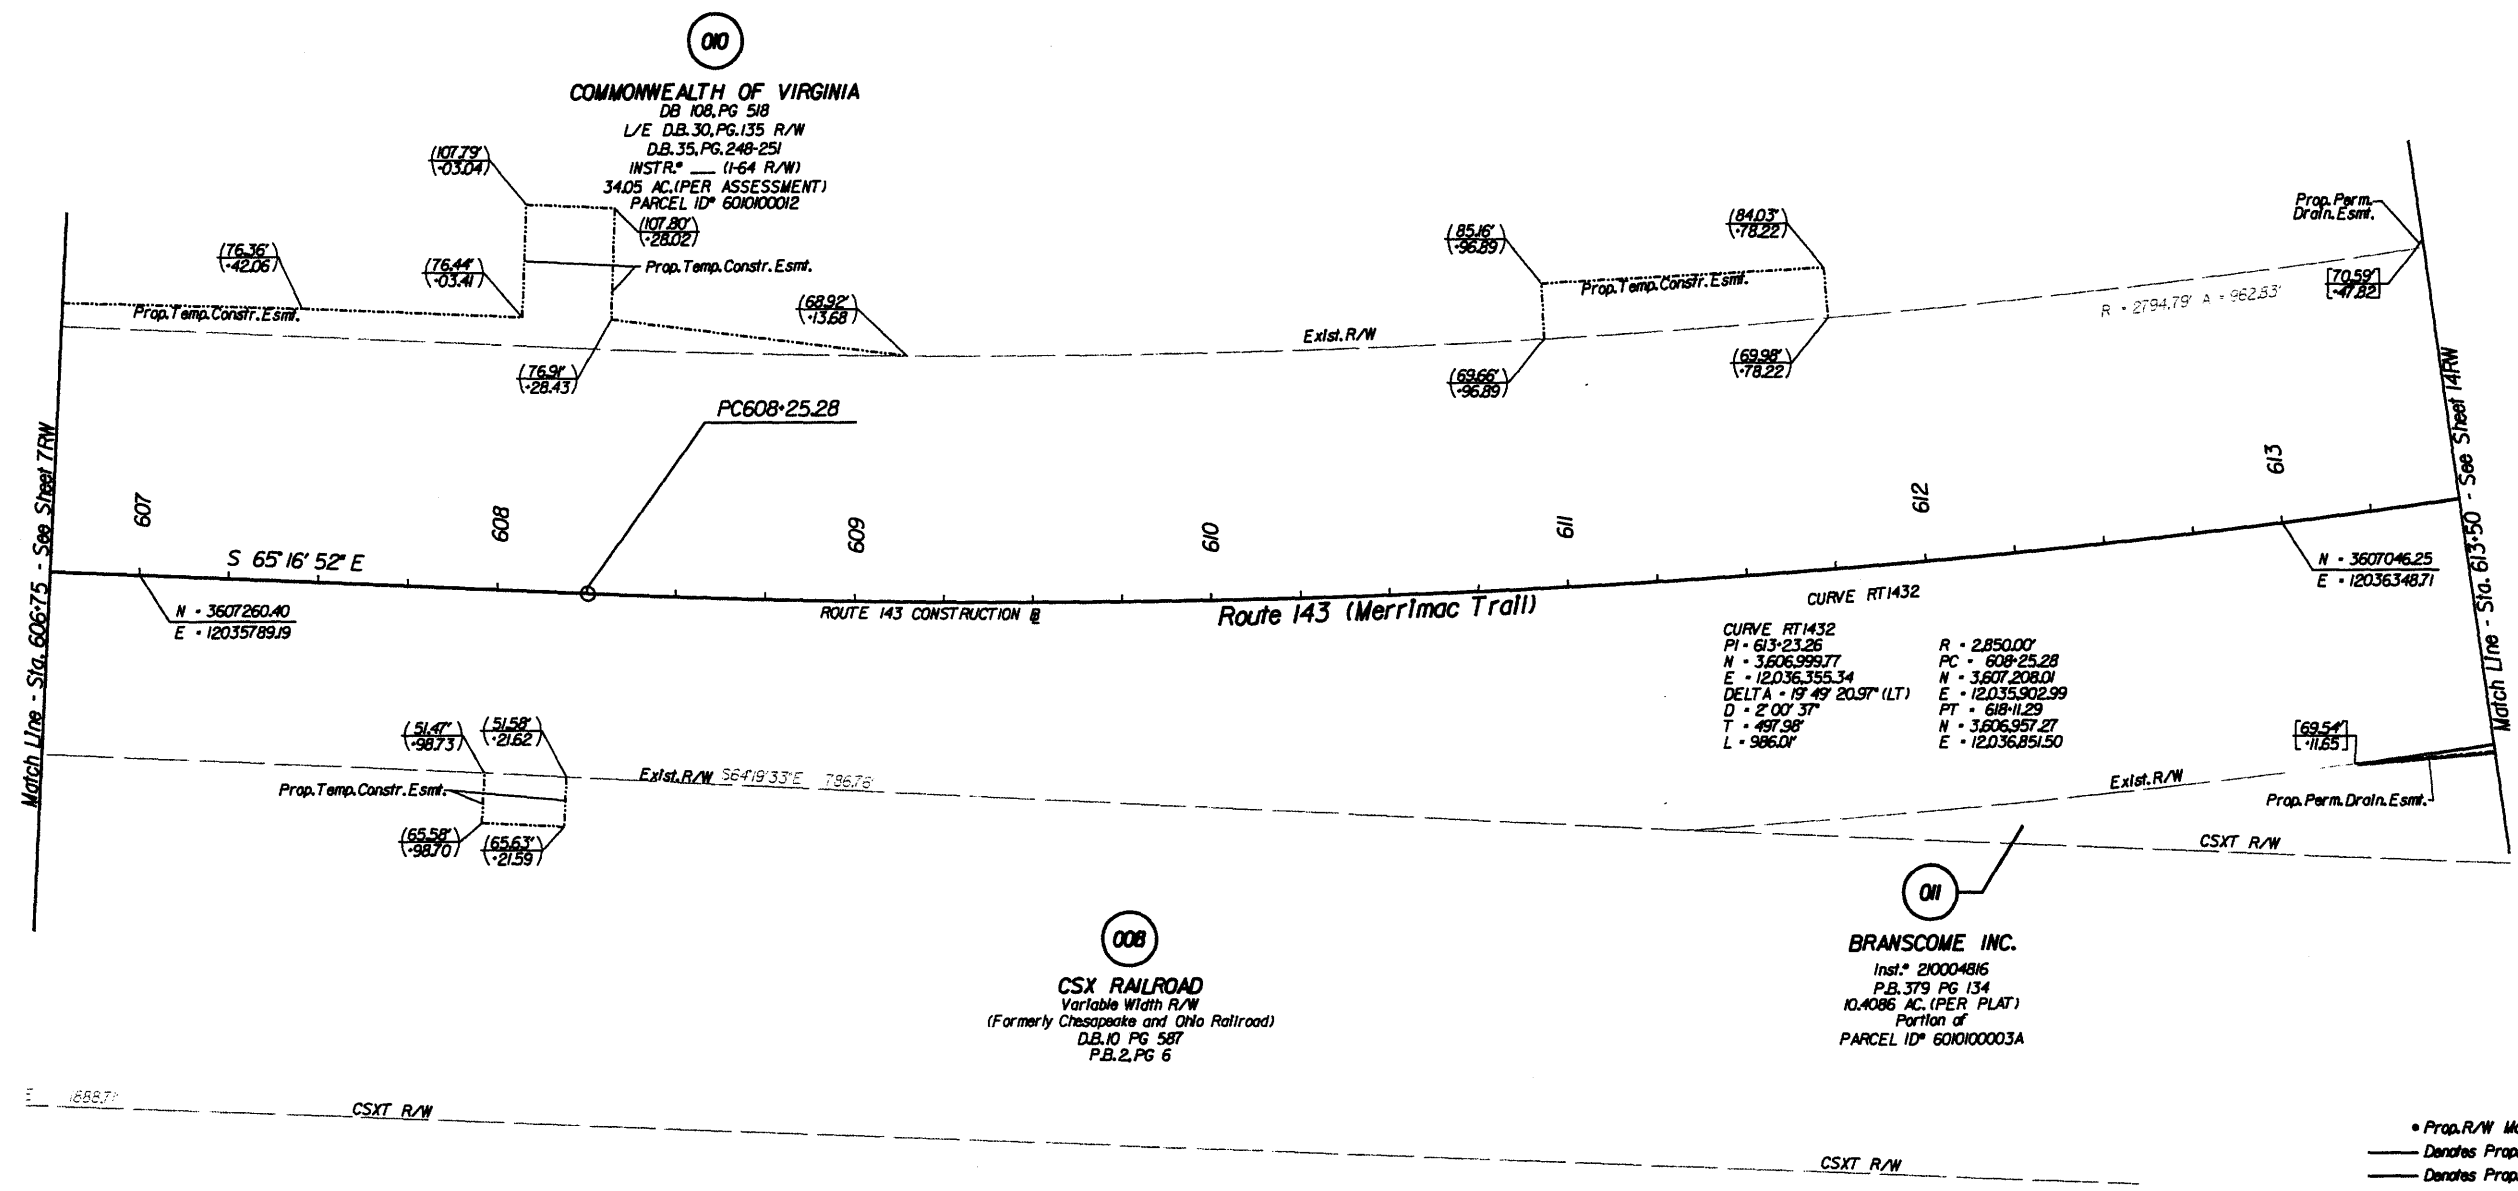 010
COMMONWEALTH OF VIRGINIA
DB 108, PG 518
L/E D.B. 30, PG. 135 R/W
D.B. 35, PG. 248-251
INSTR.# ___ (I-64 R/W)
34.05 AC. (PER ASSESSMENT)
PARCEL ID# 6010100012
(107.79')
(+03.04)
(107.80')
(+28.02)
(76.36')
(+42.06)
(76.44')
(+03.41)
Prop. Temp. Constr. Esmt.
Prop. Temp. Constr. Esmt.
(68.92')
(+13.68)
(76.91')
(+28.43)
(85.16')
(+96.89)
(84.03')
(+78.22)
Prop. Temp. Constr. Esmt.
Exist. R/W
(69.66')
(+96.89)
(69.98')
(+78.22)
Prop. Perm.
Drain. Esmt.
[70.59']
[+47.82]
R = 2794.79' A = 962.83'
PC 608+25.28
Match Line - Sta. 606+75 - See Sheet 7RW
Match Line - Sta. 613+50 - See Sheet 14RW
607
608
609
610
611
612
613
S 65° 16' 52" E
N = 3607260.40
E = 12035789.19
ROUTE 143 CONSTRUCTION B
Route 143 (Merrimac Trail)
CURVE RT1432
N = 3607046.25
E = 12036348.71
CURVE RT1432
PI = 613+23.26
N = 3,606,999.77
E = 12,036,355.34
DELTA = 19° 49' 20.97" (LT)
D = 2° 00' 37"
T = 497.98'
L = 986.01'
R = 2,850.00'
PC = 608+25.28
N = 3,607,208.01
E = 12,035,902.99
PT = 618+11.29
N = 3,606,957.27
E = 12,036,851.50
(51.47')
(+98.73)
(51.58')
(+21.62)
Prop. Temp. Constr. Esmt.
(65.58')
(+98.70)
(65.63')
(+21.59)
Exist. R/W S64°19'33"E 786.76'
[69.54']
[+11.65]
Exist. R/W
Prop. Perm. Drain. Esmt.
CSXT R/W
008
CSX RAILROAD
Variable Width R/W
(Formerly Chesapeake and Ohio Railroad)
D.B. 10 PG 587
P.B. 2, PG 6
011
BRANSCOME INC.
Inst.# 210004816
P.B. 379 PG 134
10.4086 AC. (PER PLAT)
Portion of
PARCEL ID# 6010100003A
E 1888.71'
CSXT R/W
CSXT R/W
• Prop. R/W Mo
Denotes Prop.
Denotes Prop.